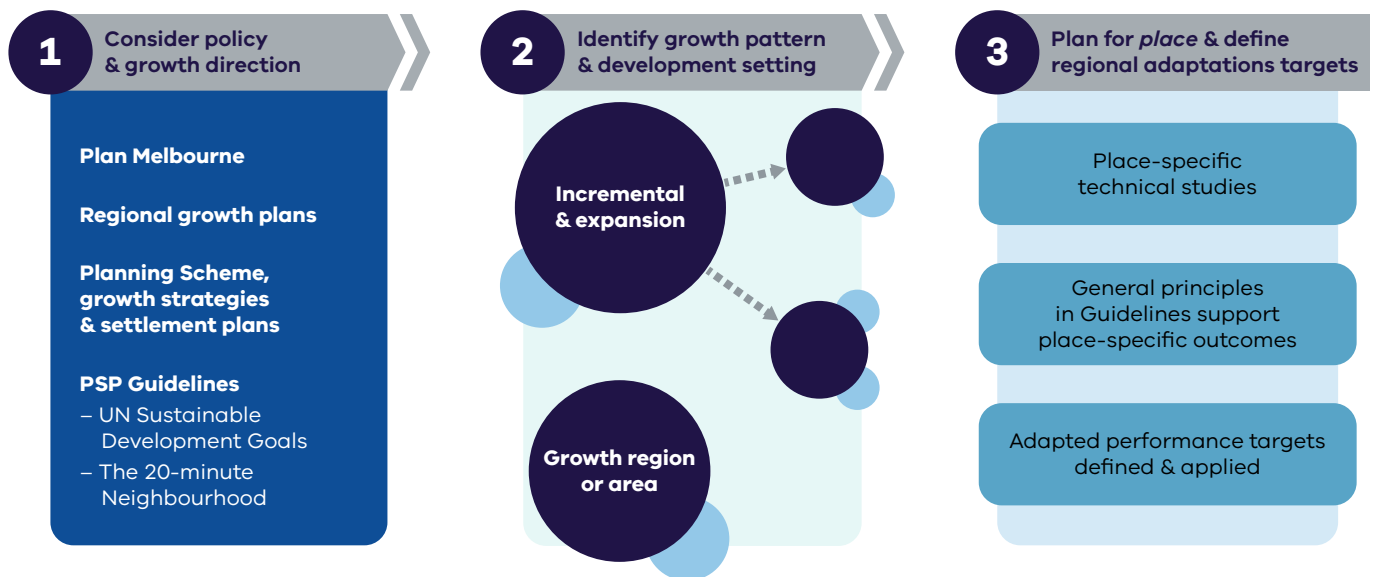 1
Consider policy
& growth direction
Plan Melbourne
Regional growth plans
Planning Scheme,
growth strategies
& settlement plans
PSP Guidelines
– UN Sustainable
Development Goals
– The 20-minute
Neighbourhood
2
Identify growth pattern
& development setting
Incremental
& expansion
Growth region
or area
3
Plan for place & define
regional adaptations targets
Place-specific
technical studies
General principles
in Guidelines support
place-specific outcomes
Adapted performance targets
defined & applied